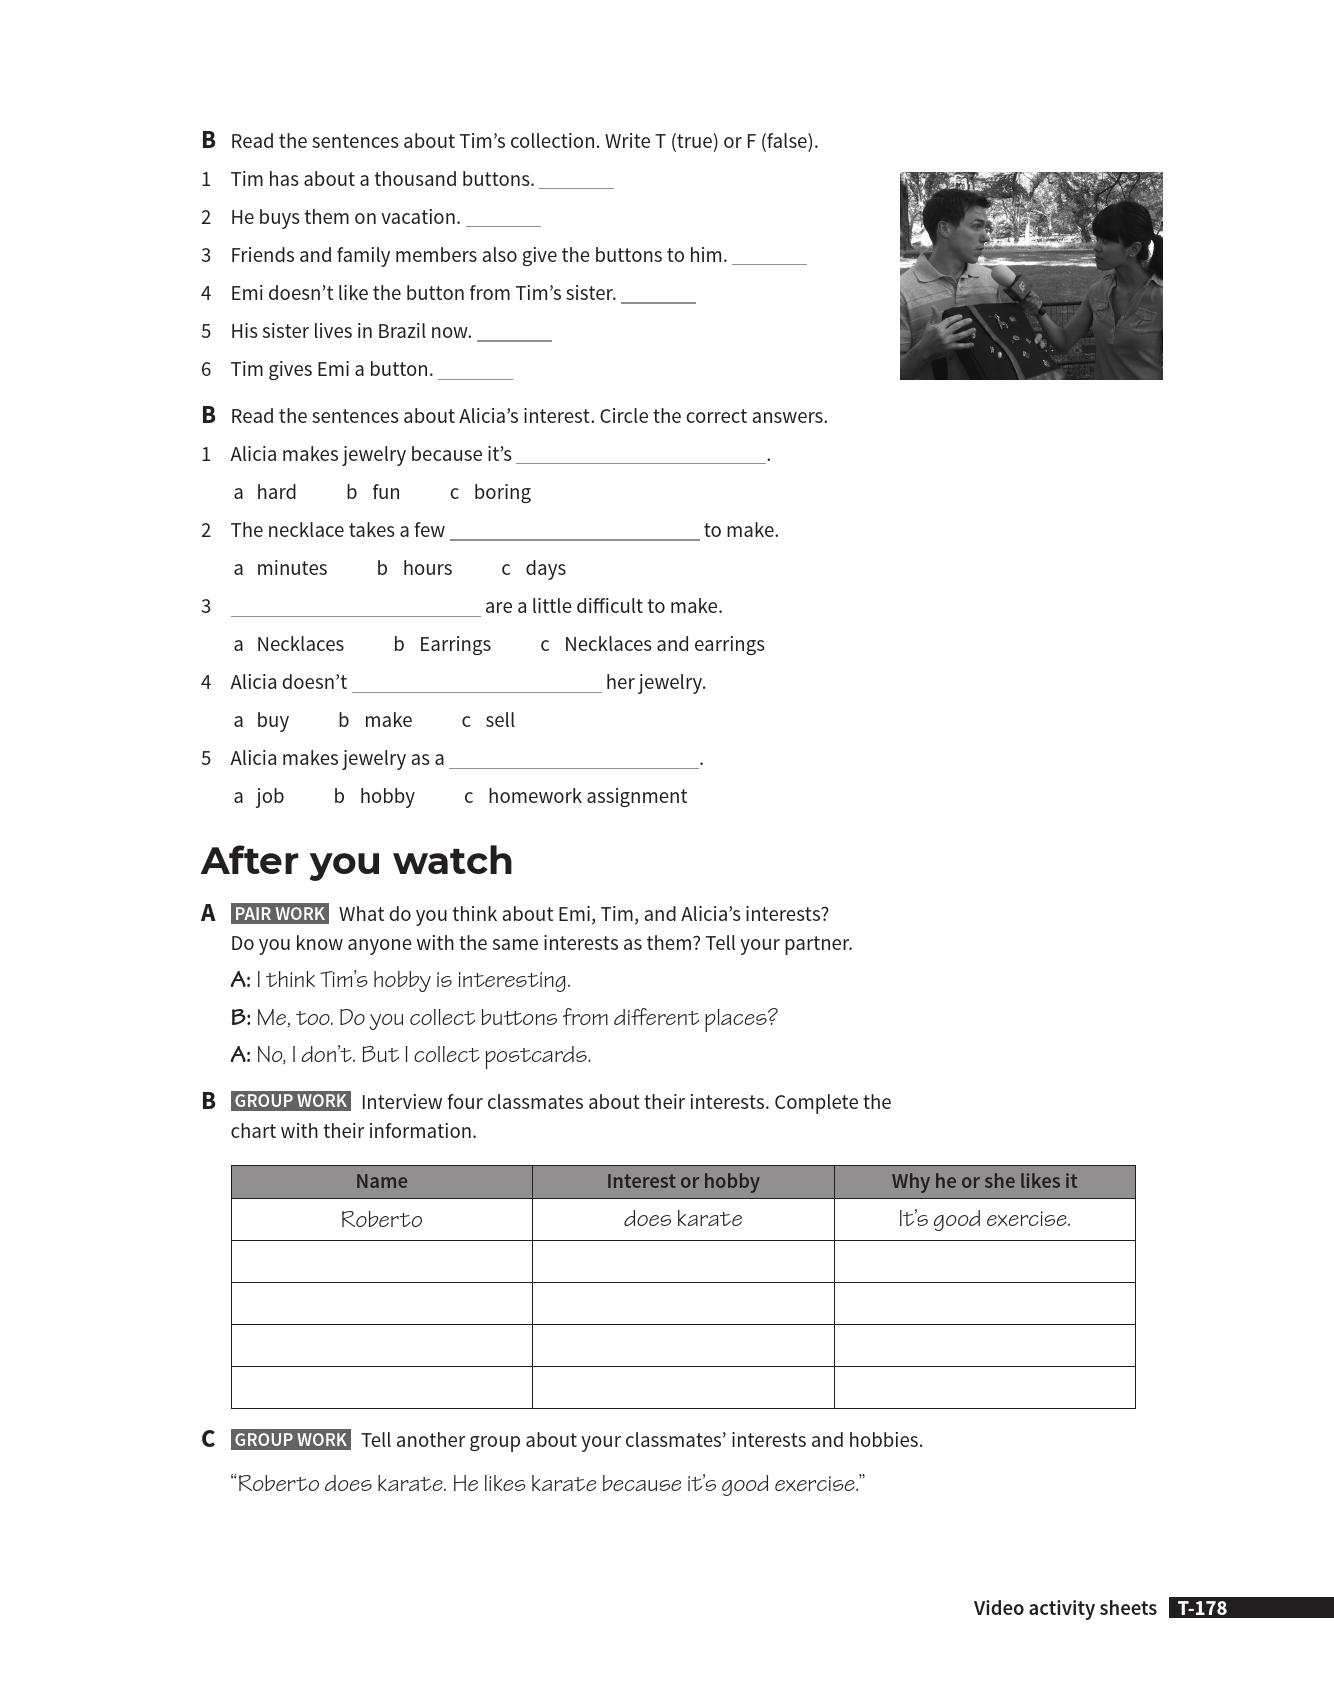 B Read the sentences about Tim’s collection. Write T (true) or F (false).
1 Tim has about a thousand buttons. ________
2 He buys them on vacation. ________
3 Friends and family members also give the buttons to him. ________
4 Emi doesn’t like the button from Tim’s sister. ________
5 His sister lives in Brazil now. ________
6 Tim gives Emi a button. ________
B Read the sentences about Alicia’s interest. Circle the correct answers.
1 Alicia makes jewelry because it’s ________________________.
a hard b fun c boring
2 The necklace takes a few ________________________ to make.
a minutes b hours c days
3 ________________________ are a little difficult to make.
a Necklaces b Earrings c Necklaces and earrings
4 Alicia doesn’t ________________________ her jewelry.
a buy b make c sell
5 Alicia makes jewelry as a ________________________.
a job b hobby c homework assignment
After you watch
A PAIR WORK What do you think about Emi, Tim, and Alicia’s interests?
Do you know anyone with the same interests as them? Tell your partner.
A: I think Tim’s hobby is interesting.
B: Me, too. Do you collect buttons from different places?
A: No, I don’t. But I collect postcards.
B GROUP WORK Interview four classmates about their interests. Complete the
chart with their information.
Name Interest or hobby Why he or she likes it
Roberto does karate It’s good exercise.
C GROUP WORK Tell another group about your classmates’ interests and hobbies.
“Roberto does karate. He likes karate because it’s good exercise.”
Video activity sheets T-178